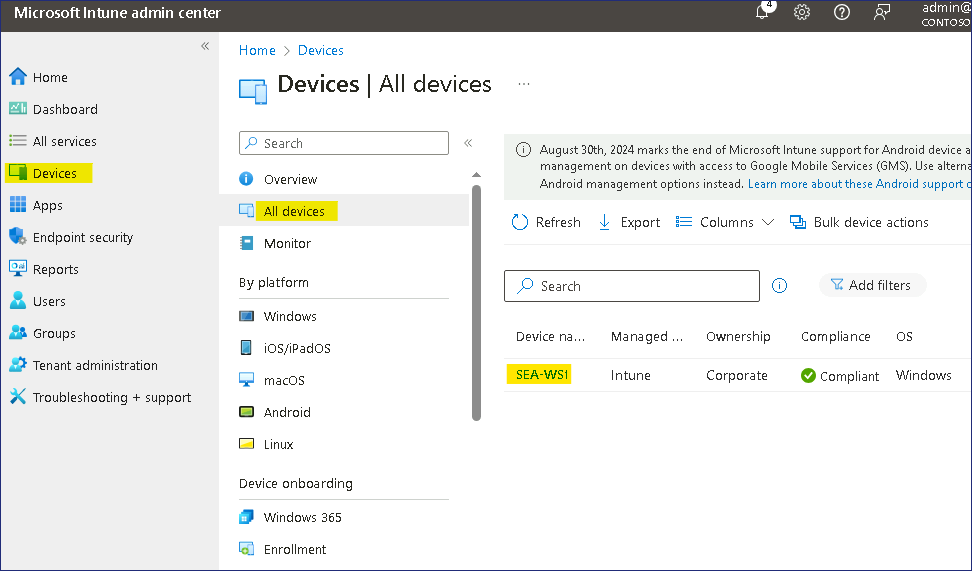 Microsoft Intune admin center
4
admin@
CONTOSO
«
Home
Dashboard
All services
Devices
Apps
Endpoint security
Reports
Users
Groups
Tenant administration
Troubleshooting + support
Home > Devices
Devices | All devices ...
Search «
Overview
All devices
Monitor
By platform
Windows
iOS/iPadOS
macOS
Android
Linux
Device onboarding
Windows 365
Enrollment
August 30th, 2024 marks the end of Microsoft Intune support for Android device a
management on devices with access to Google Mobile Services (GMS). Use alterna
Android management options instead. Learn more about these Android support c
Refresh Export Columns Bulk device actions
Search Add filters
Device na... Managed ... Ownership Compliance OS
SEA-WS1 Intune Corporate Compliant Windows